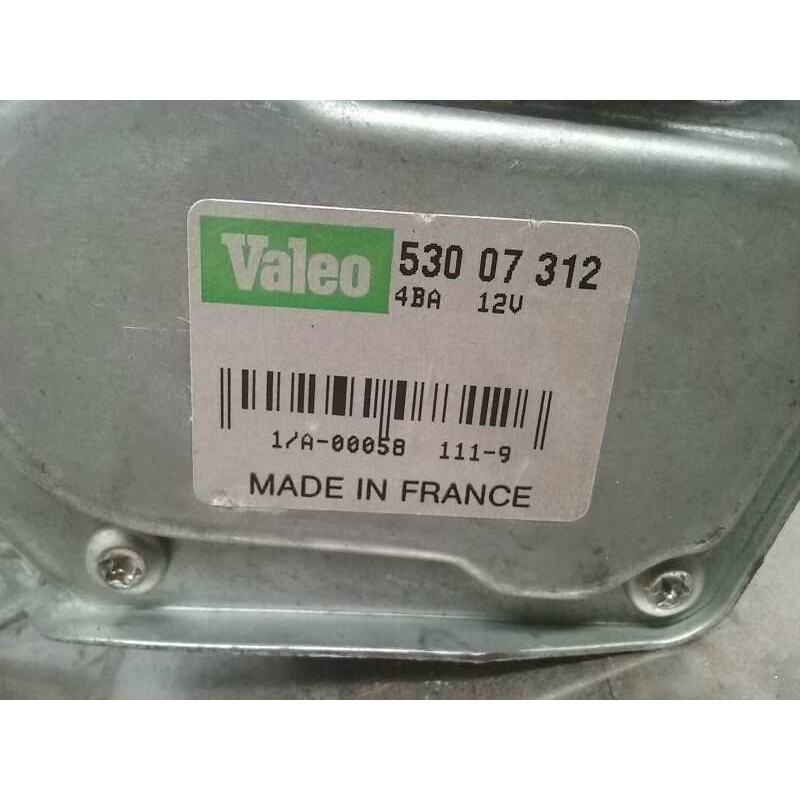 Valeo 530 07 312
4BA 12V
1/A-00058 111-9
MADE IN FRANCE